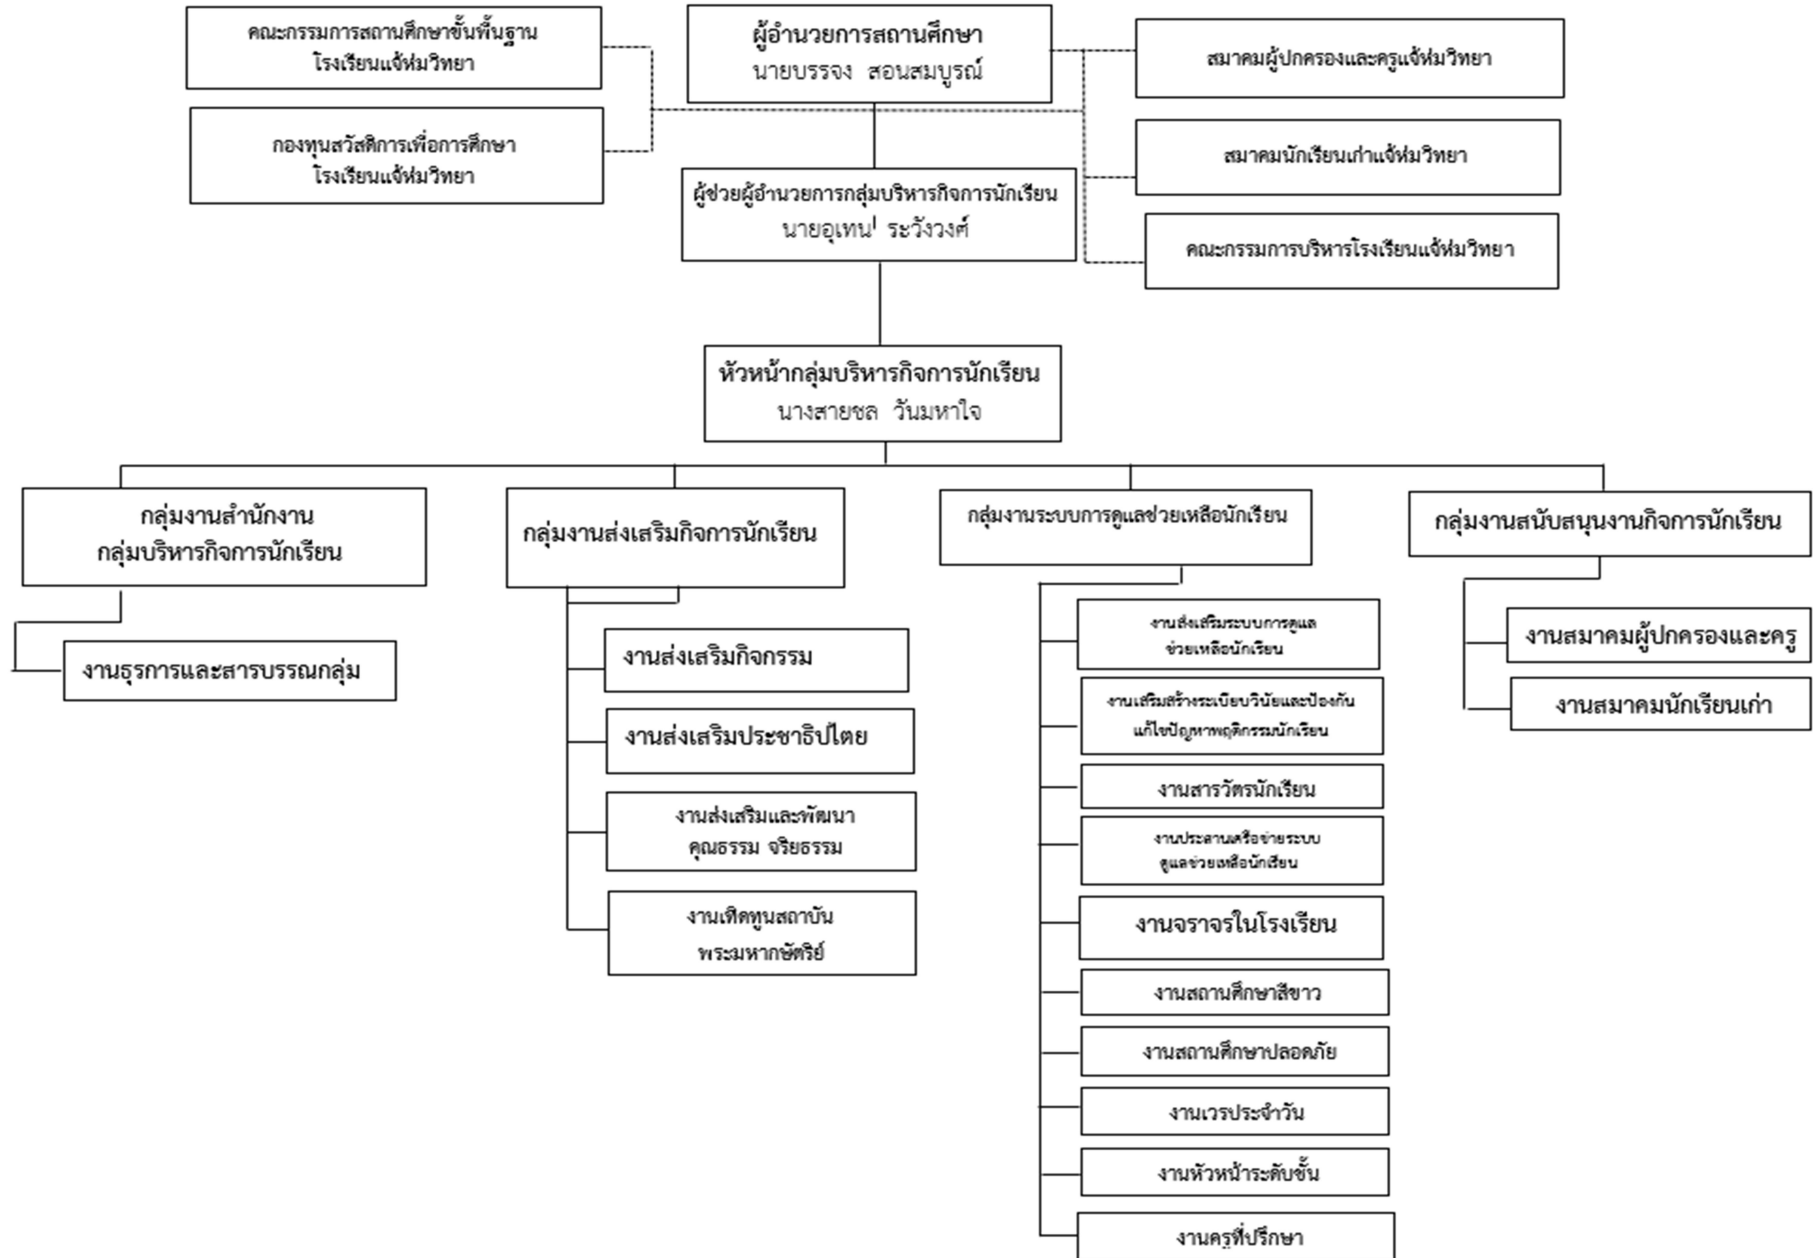 คณะกรรมการสถานศึกษาขั้นพื้นฐาน
โรงเรียนแจ้ห่มวิทยา
ผู้อำนวยการสถานศึกษา
นายบรรจง สอนสมบูรณ์
สมาคมผู้ปกครองและครูแจ้ห่มวิทยา
กองทุนสวัสดิการเพื่อการศึกษา
โรงเรียนแจ้ห่มวิทยา
สมาคมนักเรียนเก่าแจ้ห่มวิทยา
ผู้ช่วยผู้อำนวยการกลุ่มบริหารกิจการนักเรียน
นายอุเทน ระวังวงศ์
คณะกรรมการบริหารโรงเรียนแจ้ห่มวิทยา
หัวหน้ากลุ่มบริหารกิจการนักเรียน
นางสายชล วันมหาใจ
กลุ่มงานสำนักงาน
กลุ่มบริหารกิจการนักเรียน
งานธุรการและสารบรรณกลุ่ม
กลุ่มงานส่งเสริมกิจการนักเรียน
งานส่งเสริมกิจกรรม
งานส่งเสริมประชาธิปไตย
งานส่งเสริมและพัฒนา
คุณธรรม จริยธรรม
งานเทิดทูนสถาบัน
พระมหากษัตริย์
กลุ่มงานระบบการดูแลช่วยเหลือนักเรียน
งานส่งเสริมระบบการดูแล
ช่วยเหลือนักเรียน
งานเสริมสร้างระเบียบวินัยและป้องกัน
แก้ไขปัญหาพฤติกรรมนักเรียน
งานสารวัตรนักเรียน
งานประสานเครือข่ายระบบ
ดูแลช่วยเหลือนักเรียน
งานจราจรในโรงเรียน
งานสถานศึกษาสีขาว
งานสถานศึกษาปลอดภัย
งานเวรประจำวัน
งานหัวหน้าระดับชั้น
งานครูที่ปรึกษา
กลุ่มงานสนับสนุนงานกิจการนักเรียน
งานสมาคมผู้ปกครองและครู
งานสมาคมนักเรียนเก่า